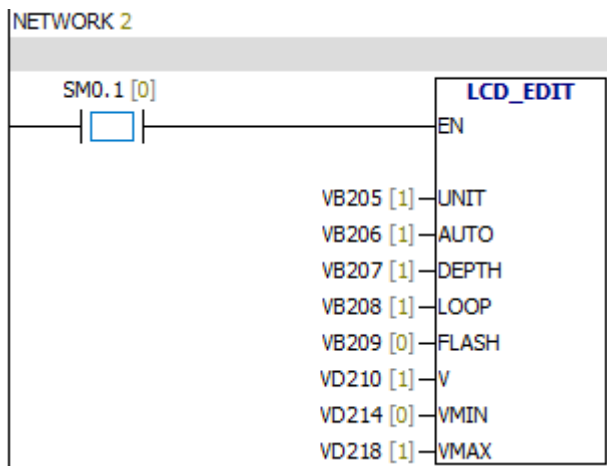 NETWORK 2
SM0.1 [0]
LCD_EDIT
EN
VB205 [1] UNIT
VB206 [1] AUTO
VB207 [1] DEPTH
VB208 [1] LOOP
VB209 [0] FLASH
VD210 [1] V
VD214 [0] VMIN
VD218 [1] VMAX